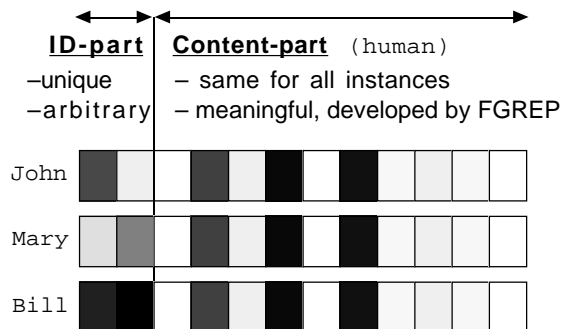 ID-part Content-part (human)
–unique – same for all instances
–arbitrary – meaningful, developed by FGREP
John
Mary
Bill